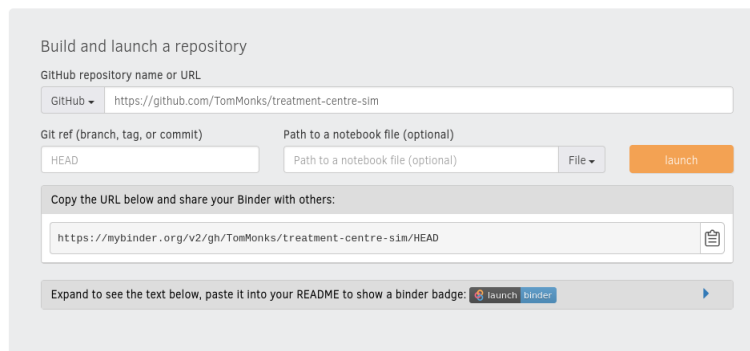 Build and launch a repository
GitHub repository name or URL
GitHub https://github.com/TomMonks/treatment-centre-sim
Git ref (branch, tag, or commit) Path to a notebook file (optional)
HEAD Path to a notebook file (optional) File launch
Copy the URL below and share your Binder with others:
https://mybinder.org/v2/gh/TomMonks/treatment-centre-sim/HEAD
Expand to see the text below, paste it into your README to show a binder badge: launch binder